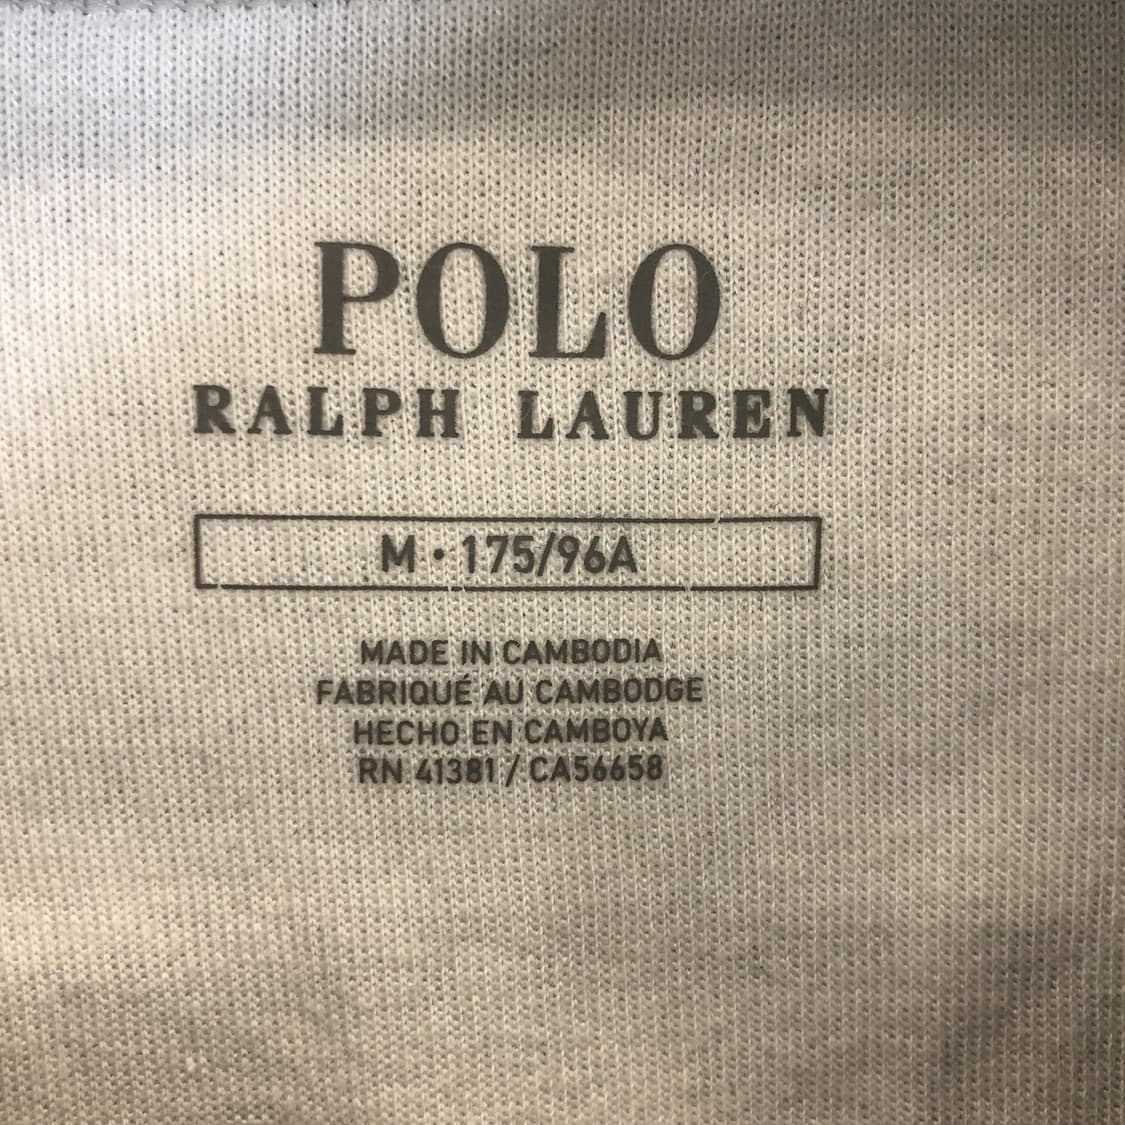 POLO
RALPH LAUREN
M • 175/96A
MADE IN CAMBODIA
FABRIQUÉ AU CAMBODGE
HECHO EN CAMBOYA
RN 41381 / CA56658